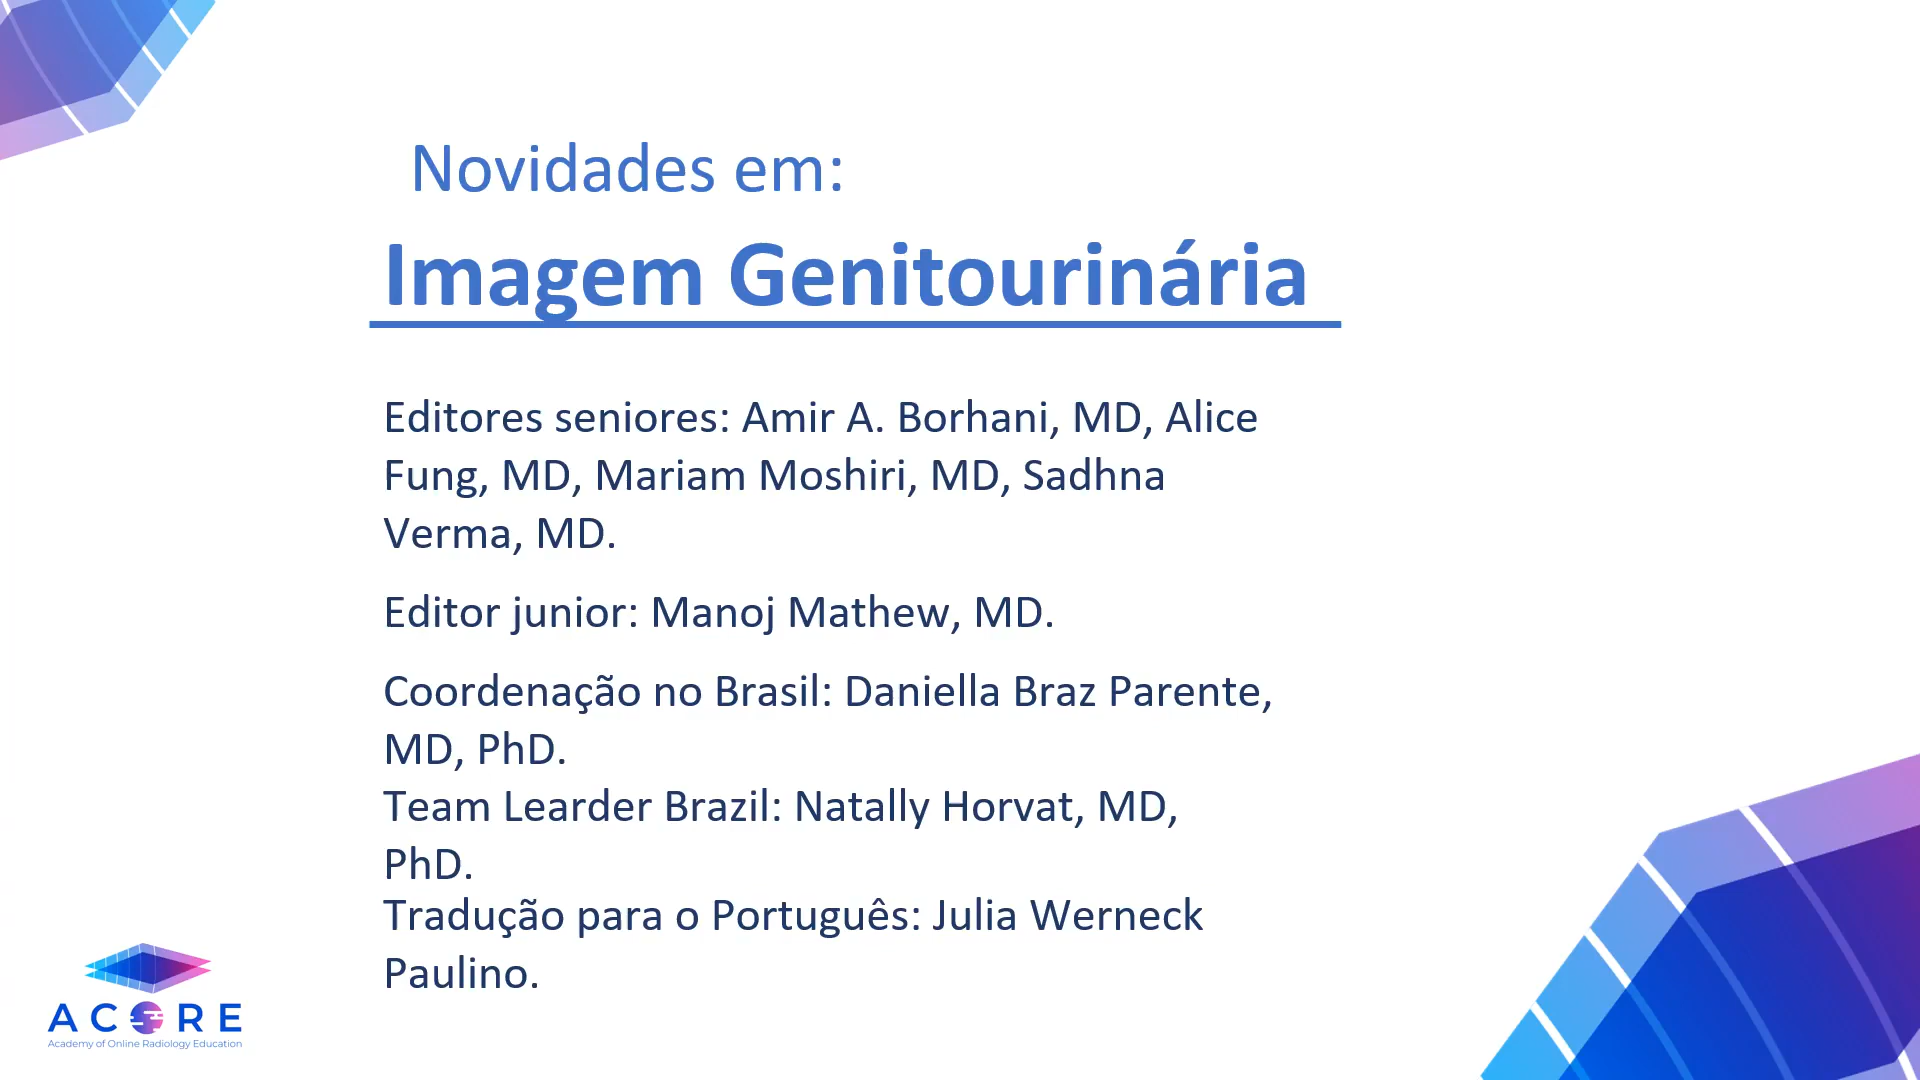 Novidades em:
Imagem Genitourinária
Editores seniores: Amir A. Borhani, MD, Alice
Fung, MD, Mariam Moshiri, MD, Sadhna
Verma, MD.
Editor junior: Manoj Mathew, MD.
Coordenação no Brasil: Daniella Braz Parente,
MD, PhD.
Team Learder Brazil: Natally Horvat, MD,
PhD.
Tradução para o Português: Julia Werneck
Paulino.
ACORE
Academy of Online Radiology Education